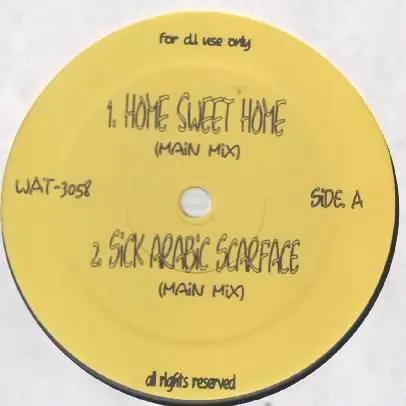 For dJ use only
1. HOME SWEET HOME
(MAiN MiX)
WAT-3058
SiDE. A
2. SiCK ARABiC SCARFACE
(MAiN MiX)
all rights reserved